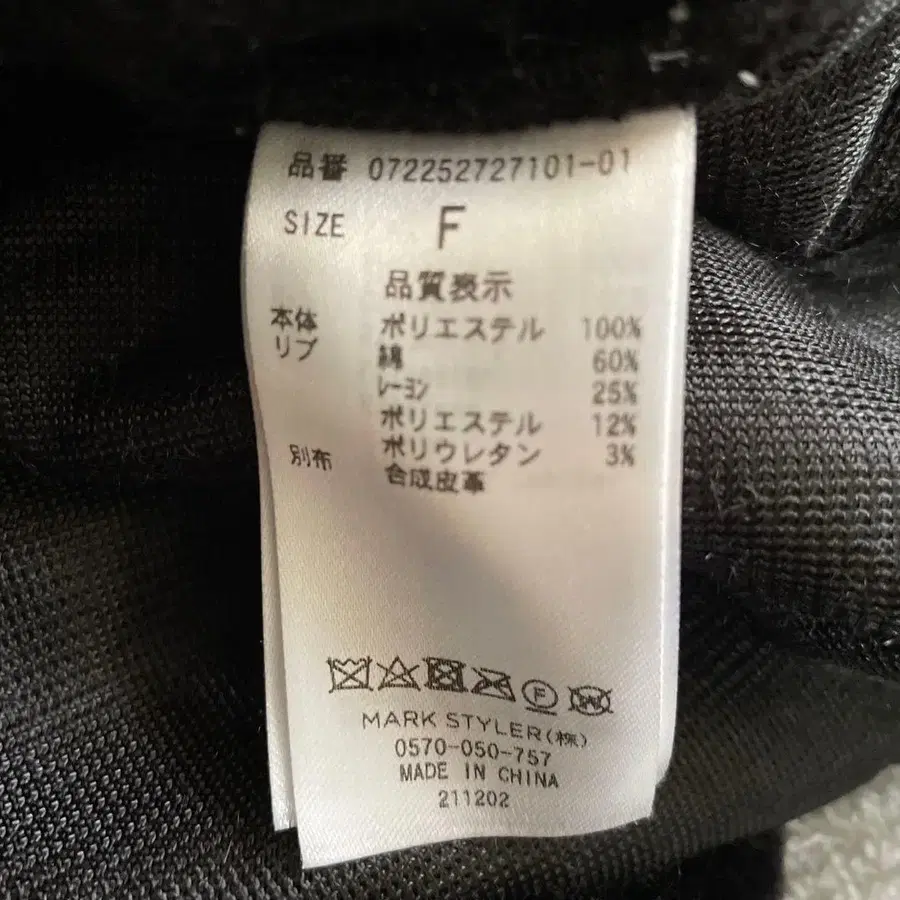 品番 072252727101-01
SIZE F
品質表示
本体 ポリエステル 100%
リブ 綿 60%
レーヨン 25%
ポリエステル 12%
ポリウレタン 3%
別布 合成皮革
F W
MARK STYLER(株)
0570-050-757
MADE IN CHINA
211202